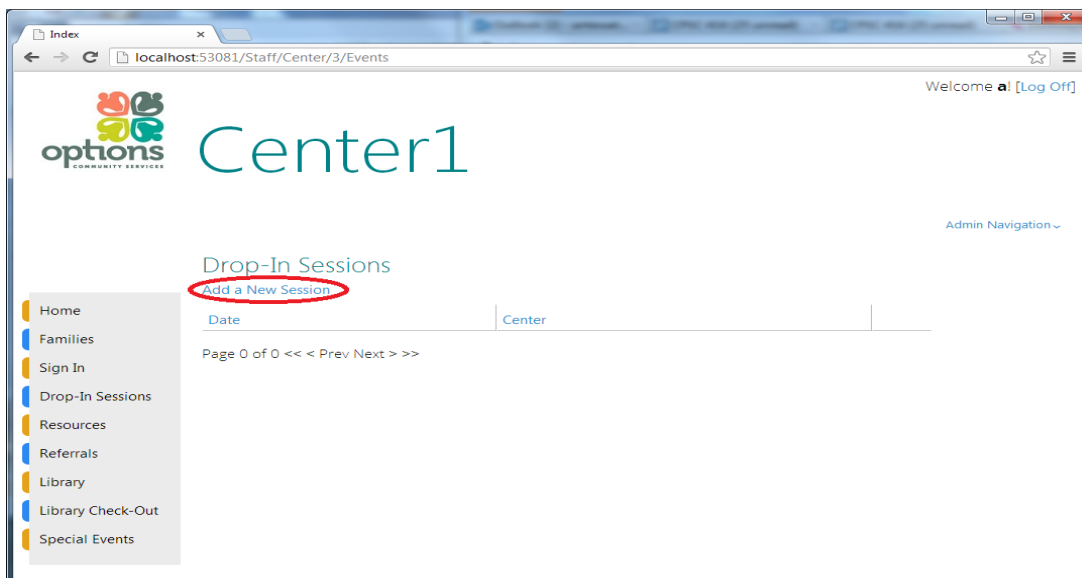 Index
localhost:53081/Staff/Center/3/Events
Welcome a! [Log Off]
options
COMMUNITY SERVICES
Center1
Admin Navigation
Drop-In Sessions
Add a New Session
Date Center
Page 0 of 0 << < Prev Next > >>
Home
Families
Sign In
Drop-In Sessions
Resources
Referrals
Library
Library Check-Out
Special Events